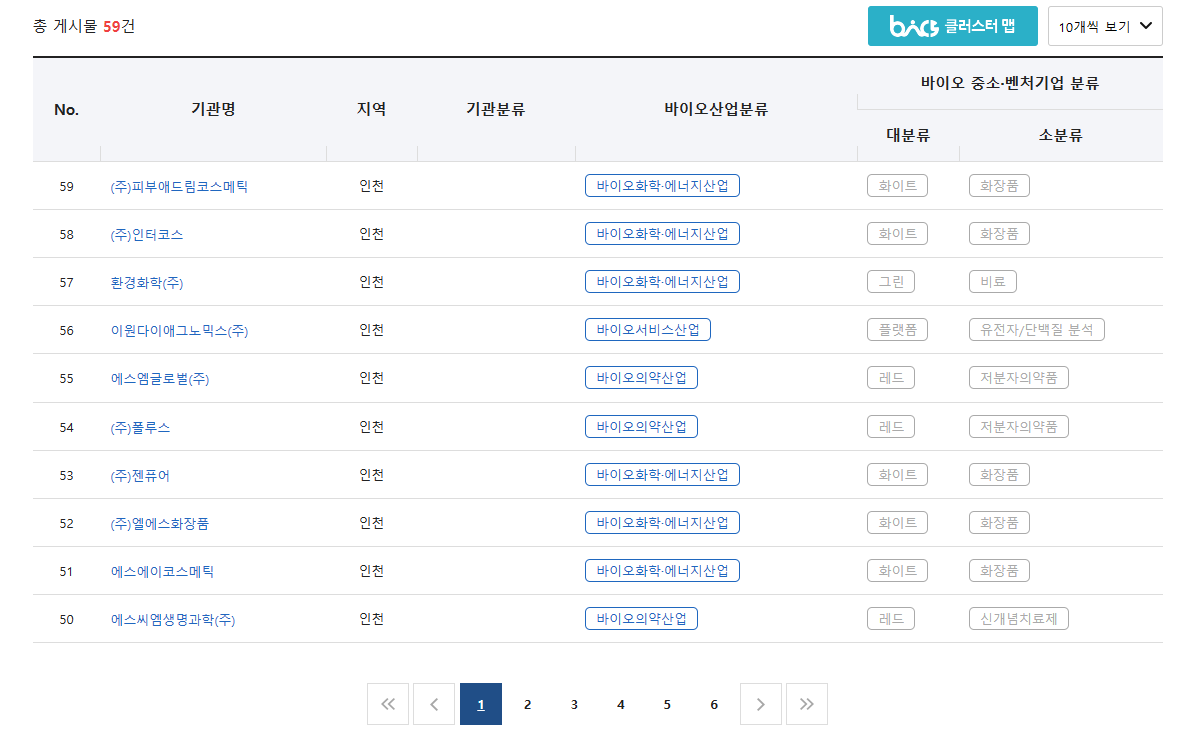 총 게시물 59건
bics 클러스터 맵
10개씩 보기
No. 기관명 지역 기관분류 바이오산업분류 바이오 중소·벤처기업 분류
대분류 소분류
59 (주)피부애드림코스메틱 인천 바이오화학·에너지산업 화이트 화장품
58 (주)인터코스 인천 바이오화학·에너지산업 화이트 화장품
57 환경화학(주) 인천 바이오화학·에너지산업 그린 비료
56 이원다이애그노믹스(주) 인천 바이오서비스산업 플랫폼 유전자/단백질 분석
55 에스엠글로벌(주) 인천 바이오의약산업 레드 저분자의약품
54 (주)폴루스 인천 바이오의약산업 레드 저분자의약품
53 (주)젠퓨어 인천 바이오화학·에너지산업 화이트 화장품
52 (주)엘에스화장품 인천 바이오화학·에너지산업 화이트 화장품
51 에스에이코스메틱 인천 바이오화학·에너지산업 화이트 화장품
50 에스씨엠생명과학(주) 인천 바이오의약산업 레드 신개념치료제
1 2 3 4 5 6